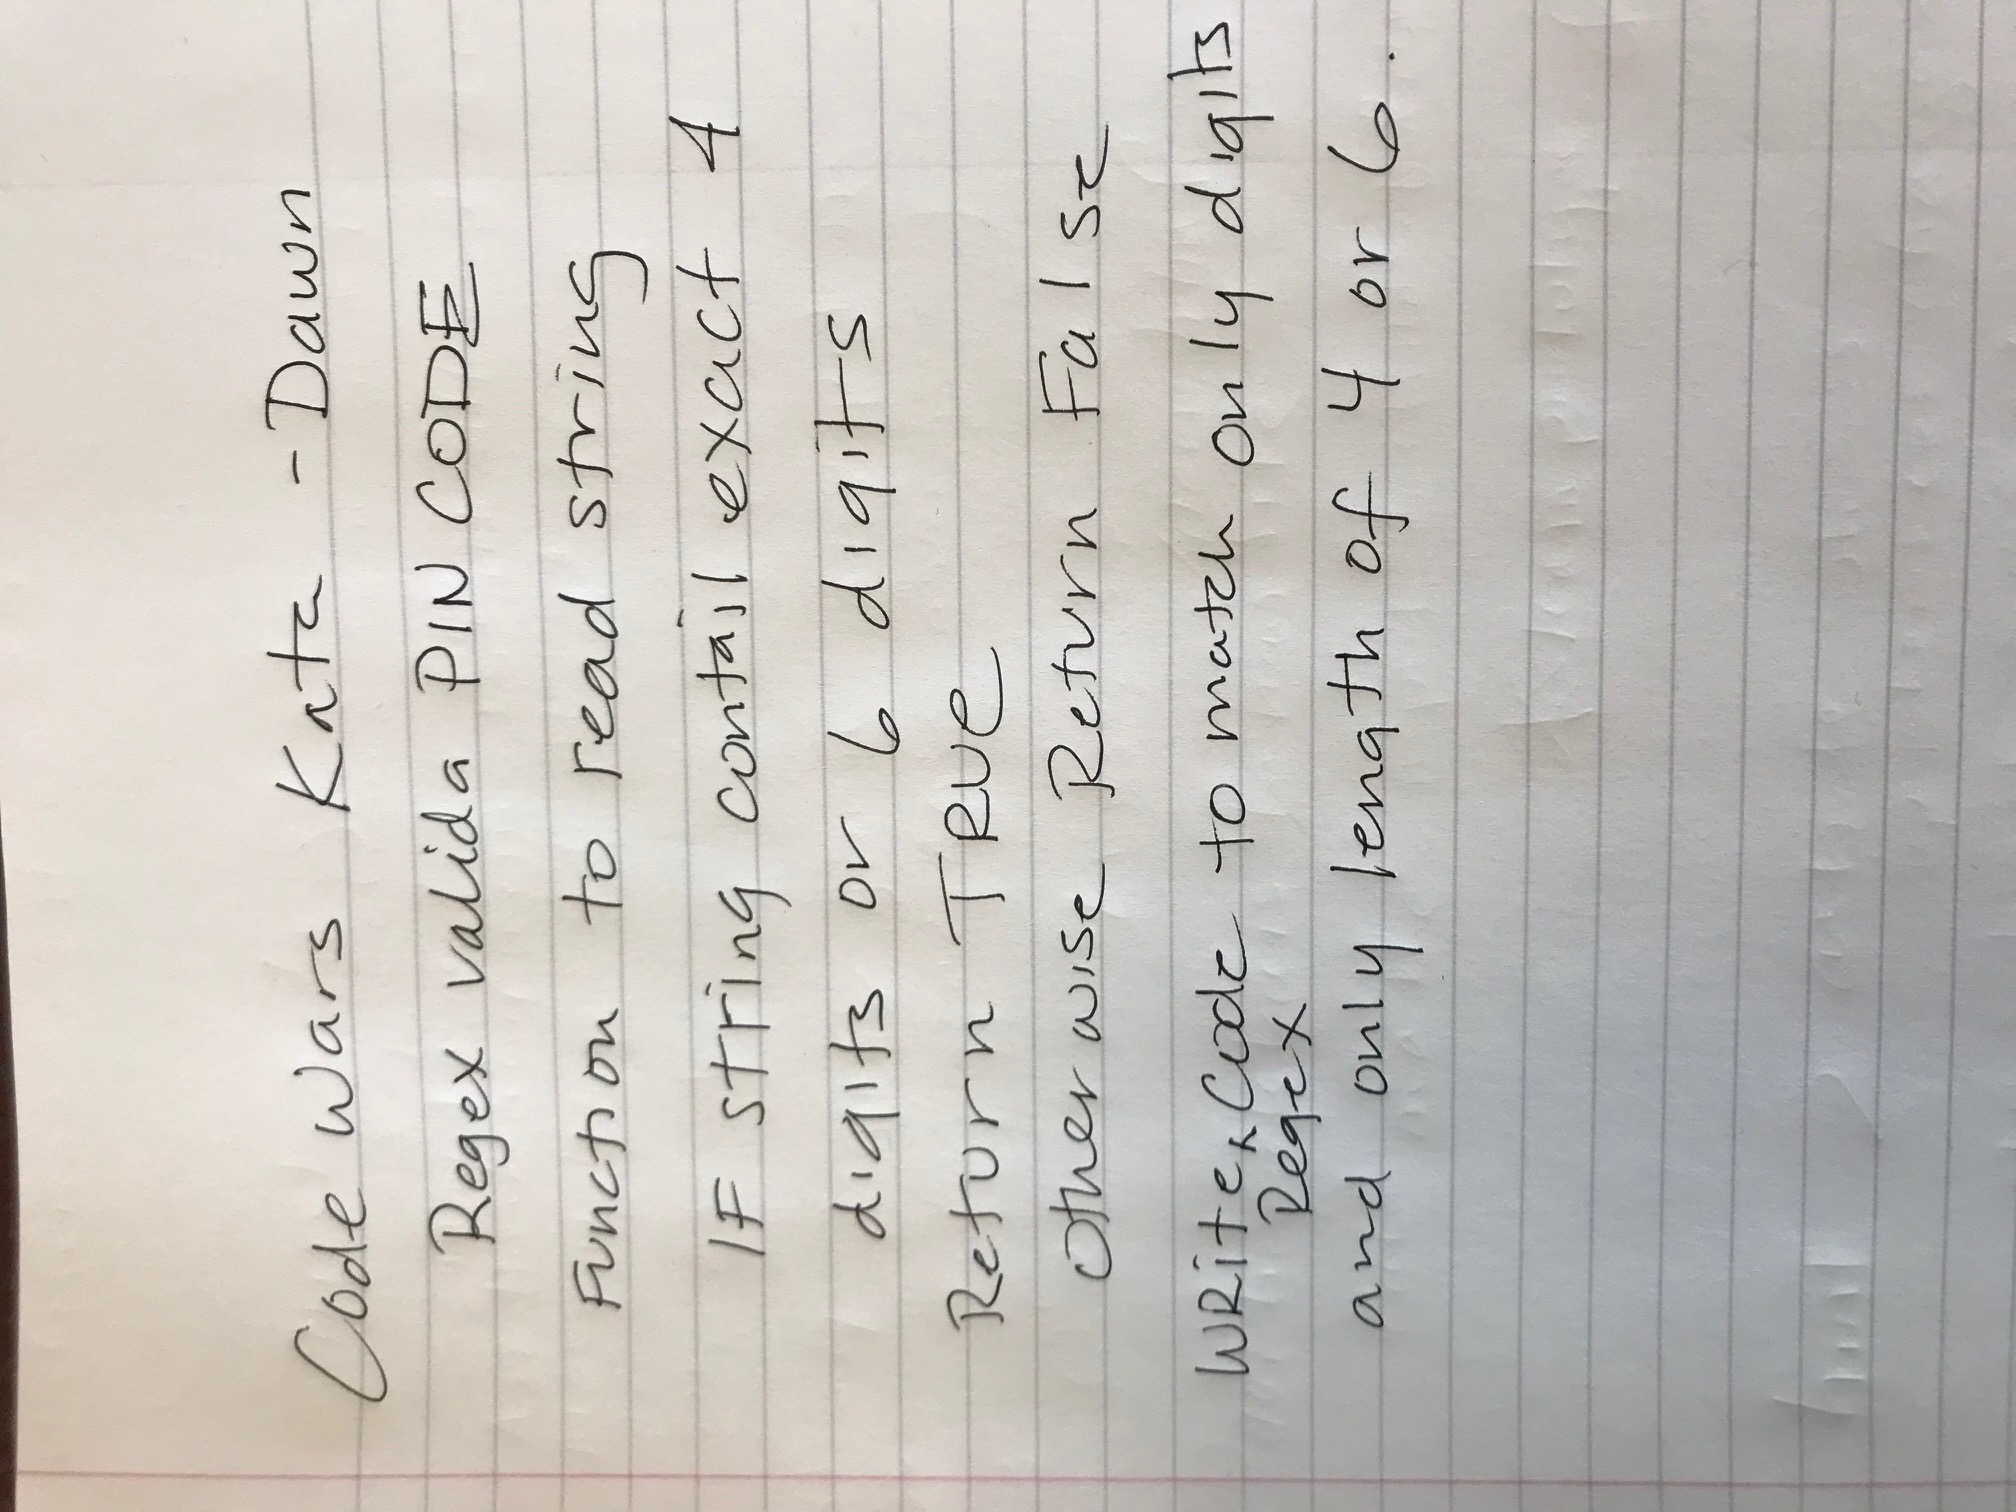 Code Wars Kata - Dawn
Regex valida PIN CODE
Function to read string
IF string contail exact 4
digits or 6 digits
Return TRUE
otherwise Return False
WRite ^ Code to match only digits
Regex
and only length of 4 or 6.